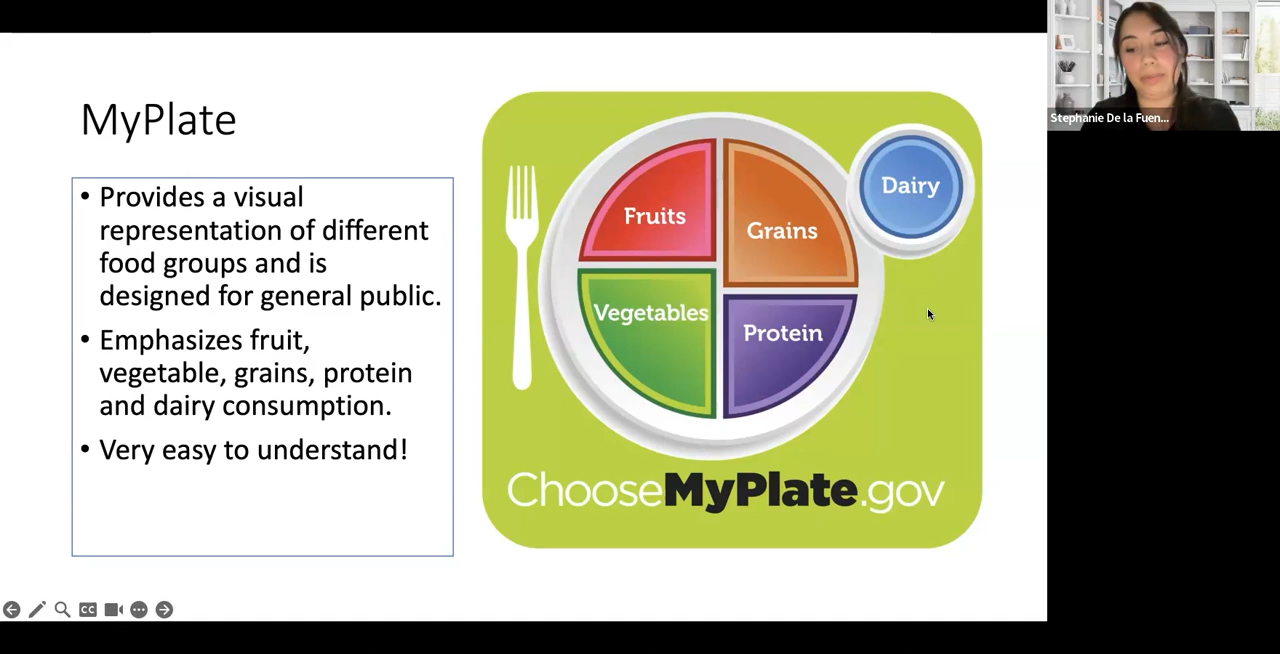 MyPlate
• Provides a visual
representation of different
food groups and is
designed for general public.
• Emphasizes fruit,
vegetable, grains, protein
and dairy consumption.
• Very easy to understand!
Fruits
Grains
Dairy
Vegetables
Protein
ChooseMyPlate.gov
Stephanie De la Fuen...
CC